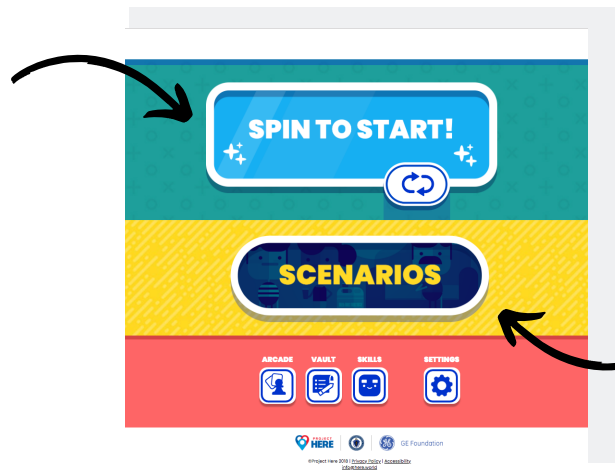 SPIN TO START!
SCENARIOS
ARCADE VAULT SKILLS SETTINGS
PROJECT
HERE
GE Foundation
©Project Here 2019 | Privacy Policy | Accessibility
info@here.world